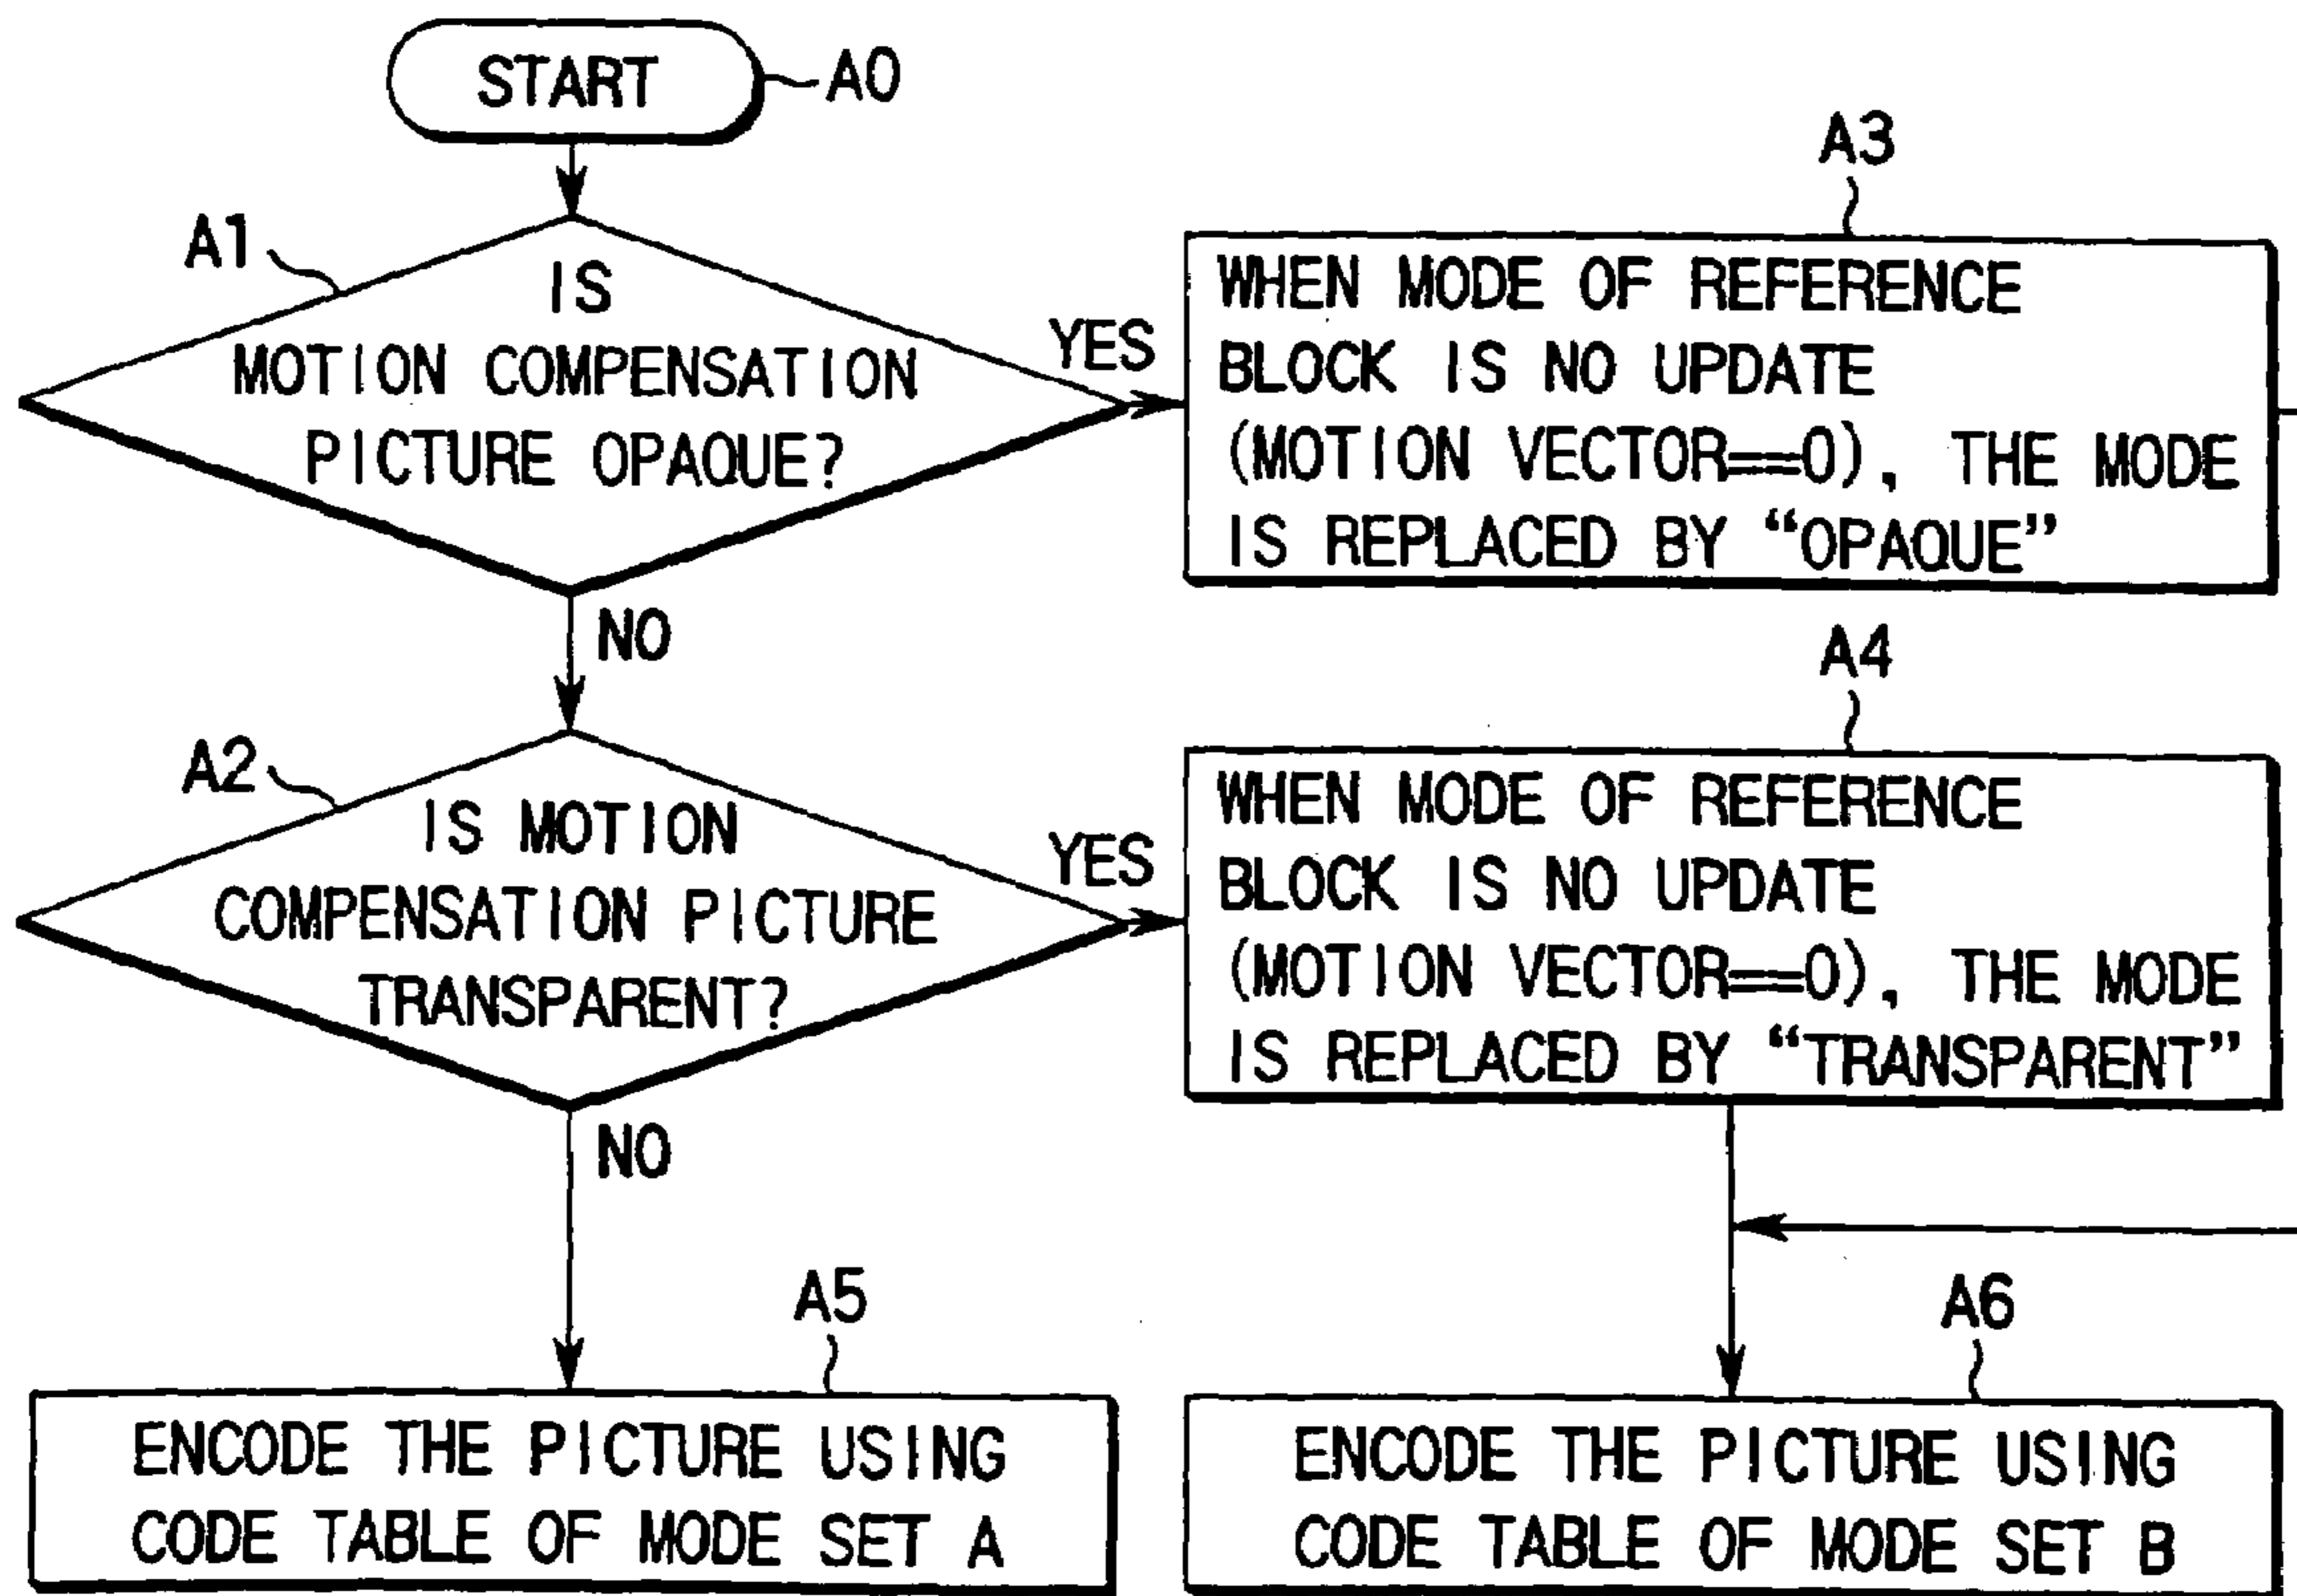 START
A0
A1
IS
MOTION COMPENSATION
PICTURE OPAQUE?
YES
NO
A3
WHEN MODE OF REFERENCE
BLOCK IS NO UPDATE
(MOTION VECTOR==0), THE MODE
IS REPLACED BY “OPAQUE”
A2
IS MOTION
COMPENSATION PICTURE
TRANSPARENT?
YES
NO
A4
WHEN MODE OF REFERENCE
BLOCK IS NO UPDATE
(MOTION VECTOR==0), THE MODE
IS REPLACED BY “TRANSPARENT”
A5
ENCODE THE PICTURE USING
CODE TABLE OF MODE SET A
A6
ENCODE THE PICTURE USING
CODE TABLE OF MODE SET B